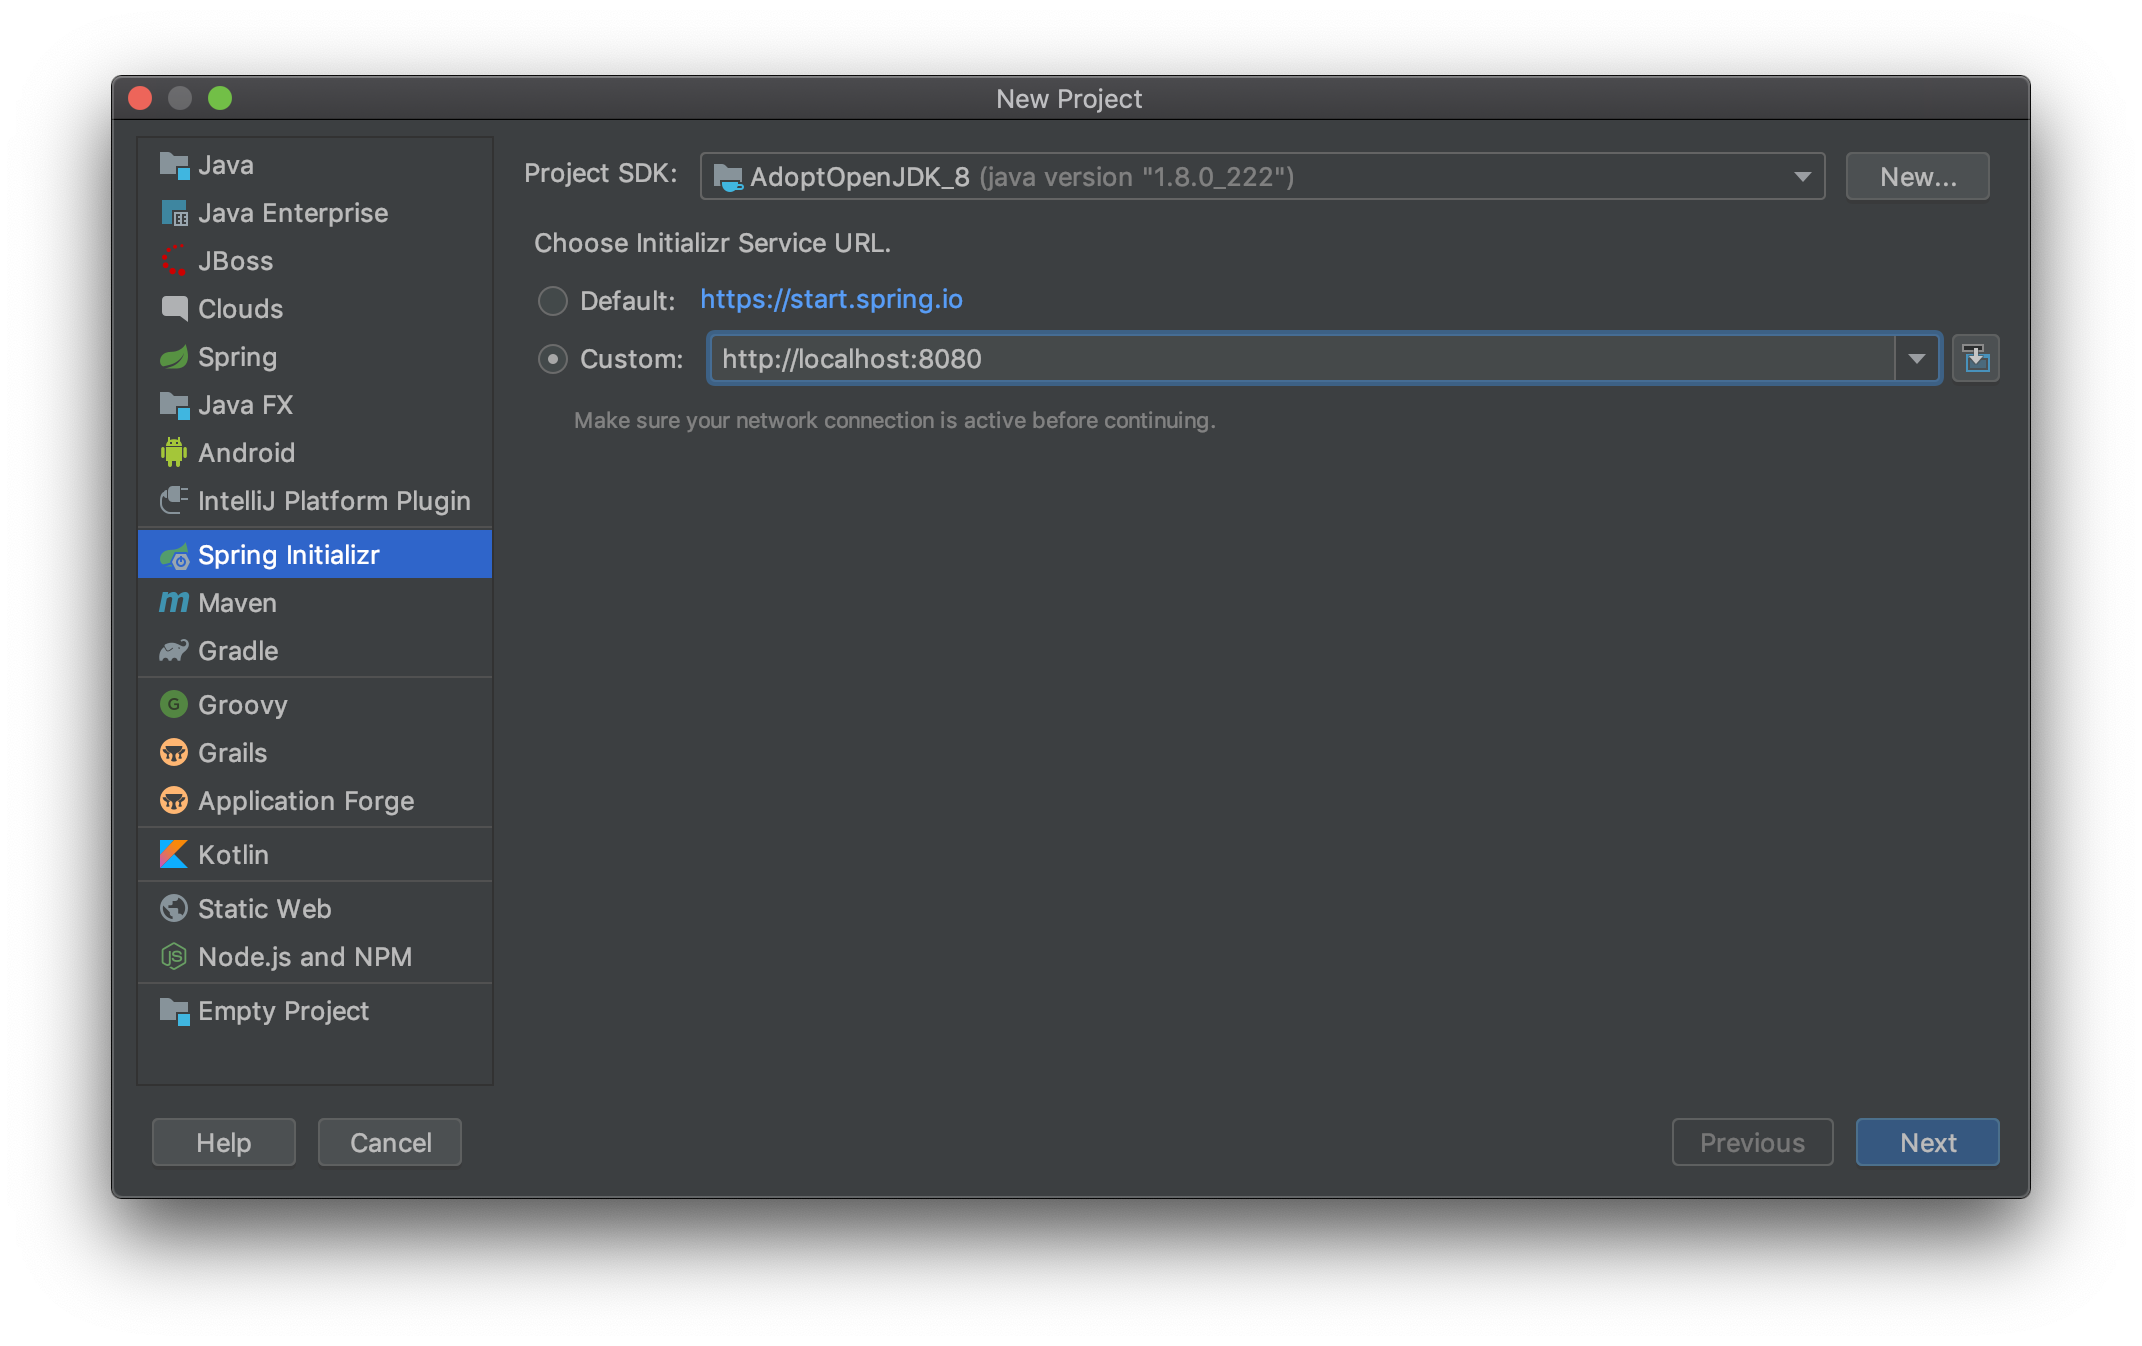 New Project
Java
Java Enterprise
JBoss
Clouds
Spring
Java FX
Android
IntelliJ Platform Plugin
Spring Initializr
Maven
Gradle
G Groovy
Grails
Application Forge
Kotlin
Static Web
JS Node.js and NPM
Empty Project
Project SDK: AdoptOpenJDK_8 (java version "1.8.0_222") New...
Choose Initializr Service URL.
Default: https://start.spring.io
Custom: http://localhost:8080
Make sure your network connection is active before continuing.
Help Cancel Previous Next